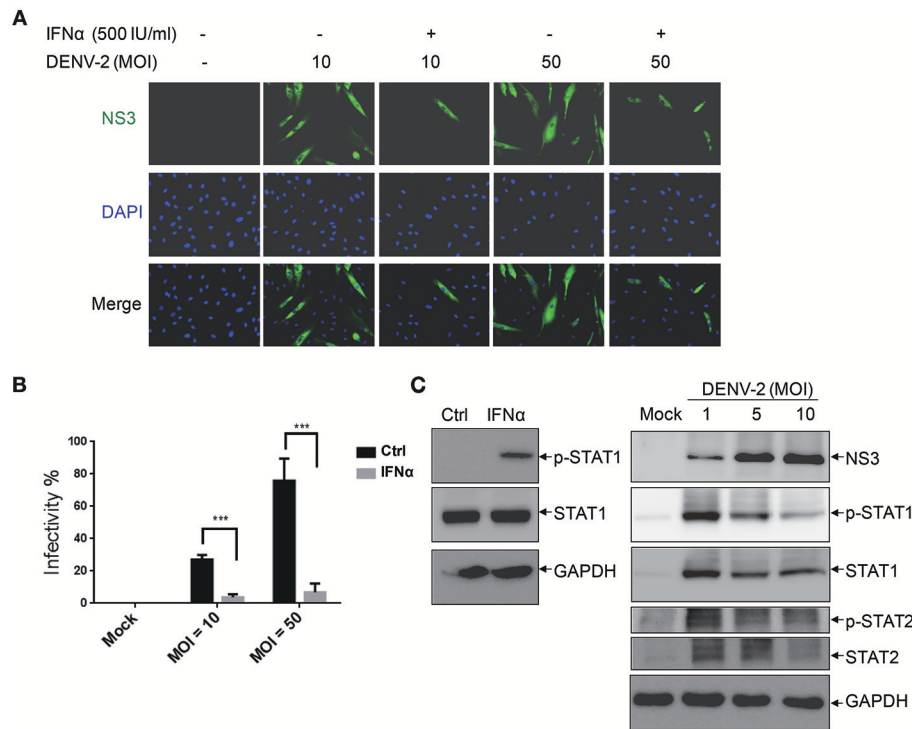 A
IFNα (500 IU/ml) - - + - +
DENV-2 (MOI) - 10 10 50 50
NS3
DAPI
Merge
B
Infectivity %
100
80
60
40
20
0
***
***
Ctrl
IFNα
Mock
MOI = 10
MOI = 50
C
Ctrl IFNα
p-STAT1
STAT1
GAPDH
DENV-2 (MOI)
Mock 1 5 10
NS3
p-STAT1
STAT1
p-STAT2
STAT2
GAPDH